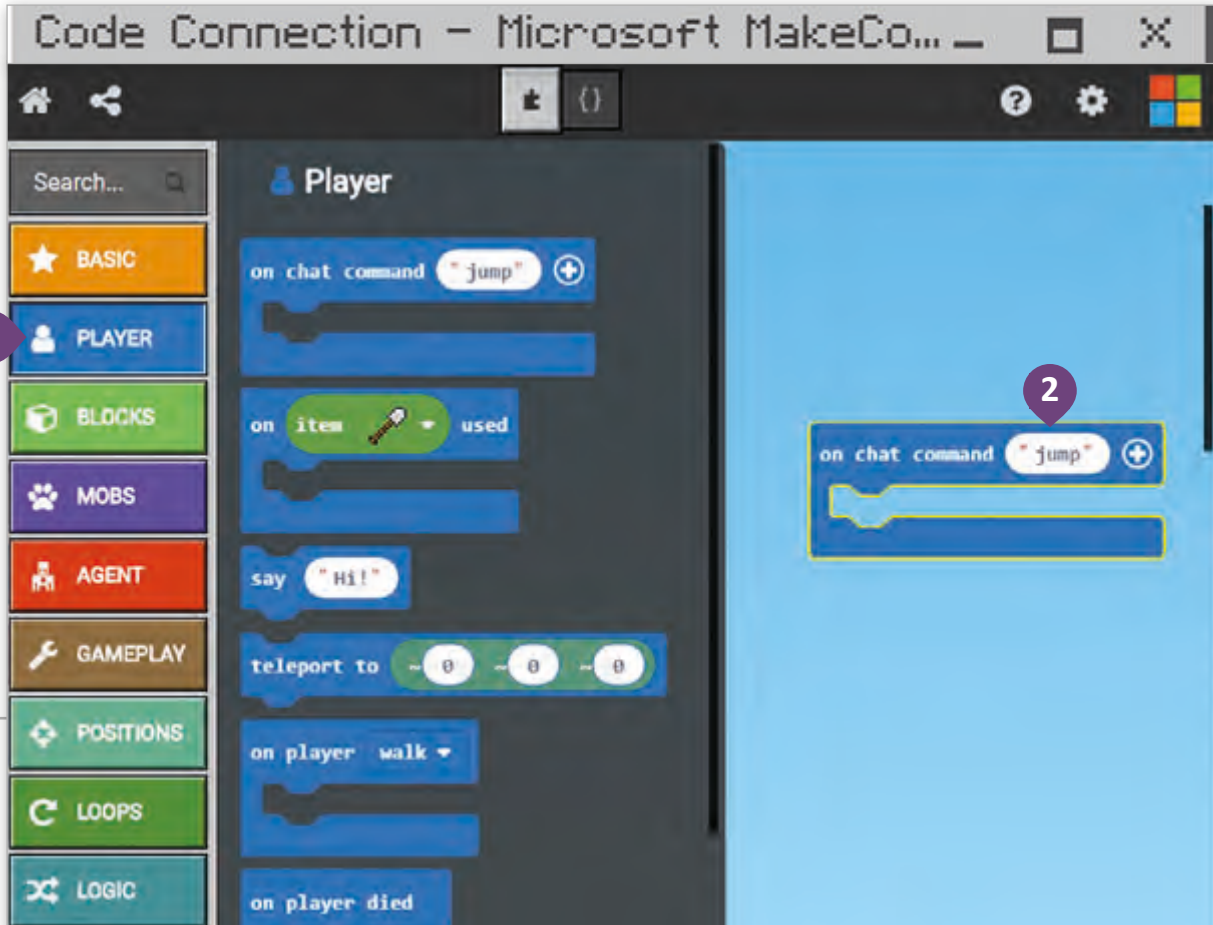 Code Connection - Microsoft MakeCo...
{}
Search...
BASIC
PLAYER
BLOCKS
MOBS
AGENT
GAMEPLAY
POSITIONS
LOOPS
LOGIC
Player
on chat command "jump"
on item used
say "Hi!"
teleport to ~0 ~0 ~0
on player walk
on player died
2
on chat command "jump"